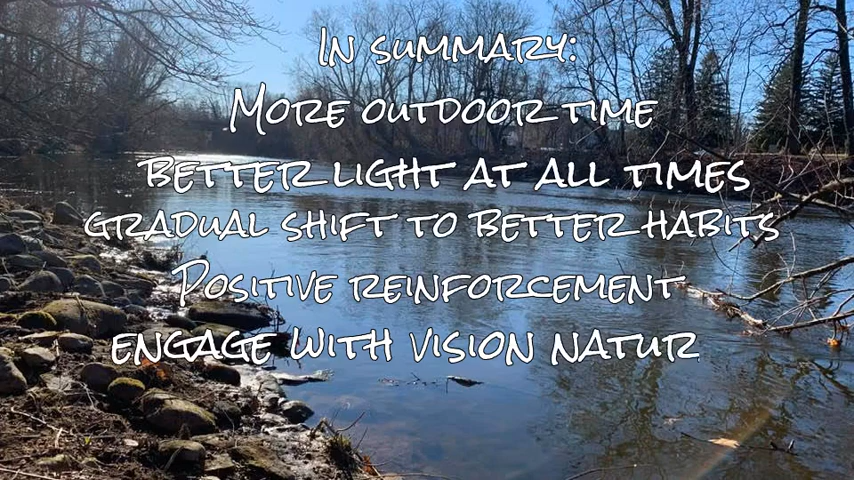 In summary:
More outdoor time
better light at all times
gradual shift to better habits
Positive reinforcement
engage with vision natur